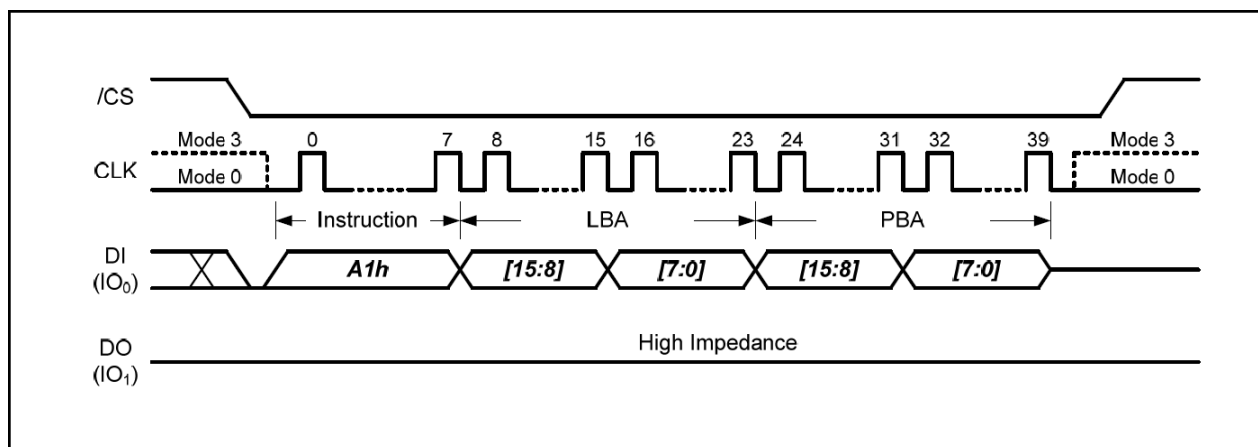 /CS
Mode 3 0 7 8 15 16 23 24 31 32 39 Mode 3
CLK
Mode 0 Mode 0
Instruction LBA PBA
DI
(IO0)
A1h [15:8] [7:0] [15:8] [7:0]
DO
(IO1)
High Impedance